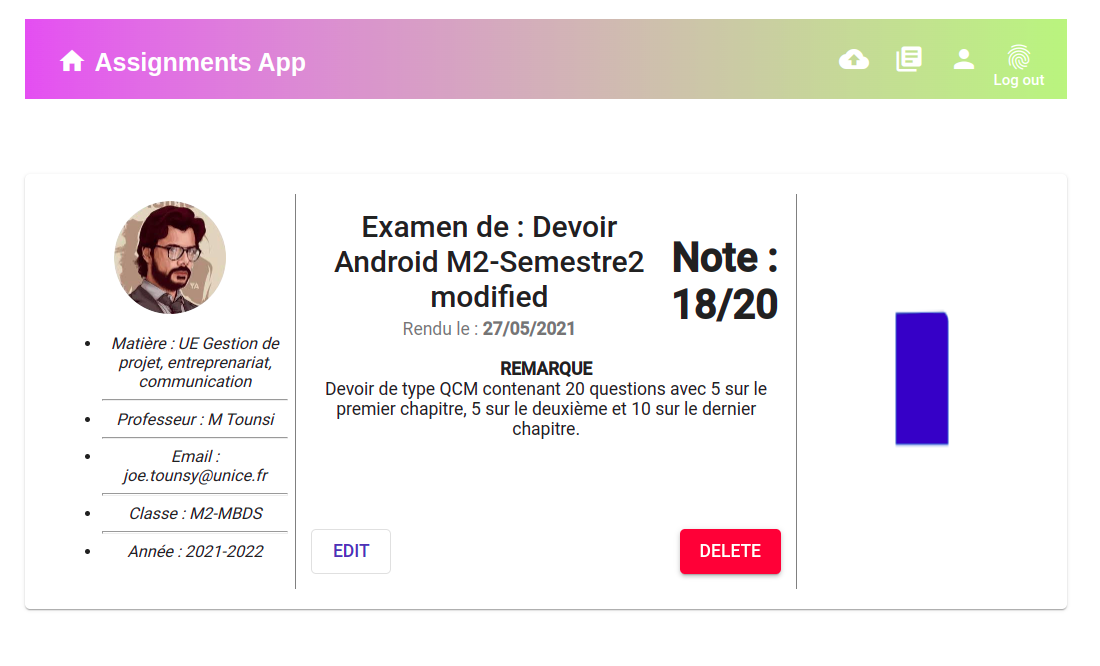 Assignments App
Log out
Matière : UE Gestion de
projet, entreprenariat,
communication
Professeur : M Tounsi
Email :
joe.tounsy@unice.fr
Classe : M2-MBDS
Année : 2021-2022
Examen de : Devoir
Android M2-Semestre2
modified
Rendu le : 27/05/2021
Note :
18/20
REMARQUE
Devoir de type QCM contenant 20 questions avec 5 sur le
premier chapitre, 5 sur le deuxième et 10 sur le dernier
chapitre.
EDIT
DELETE